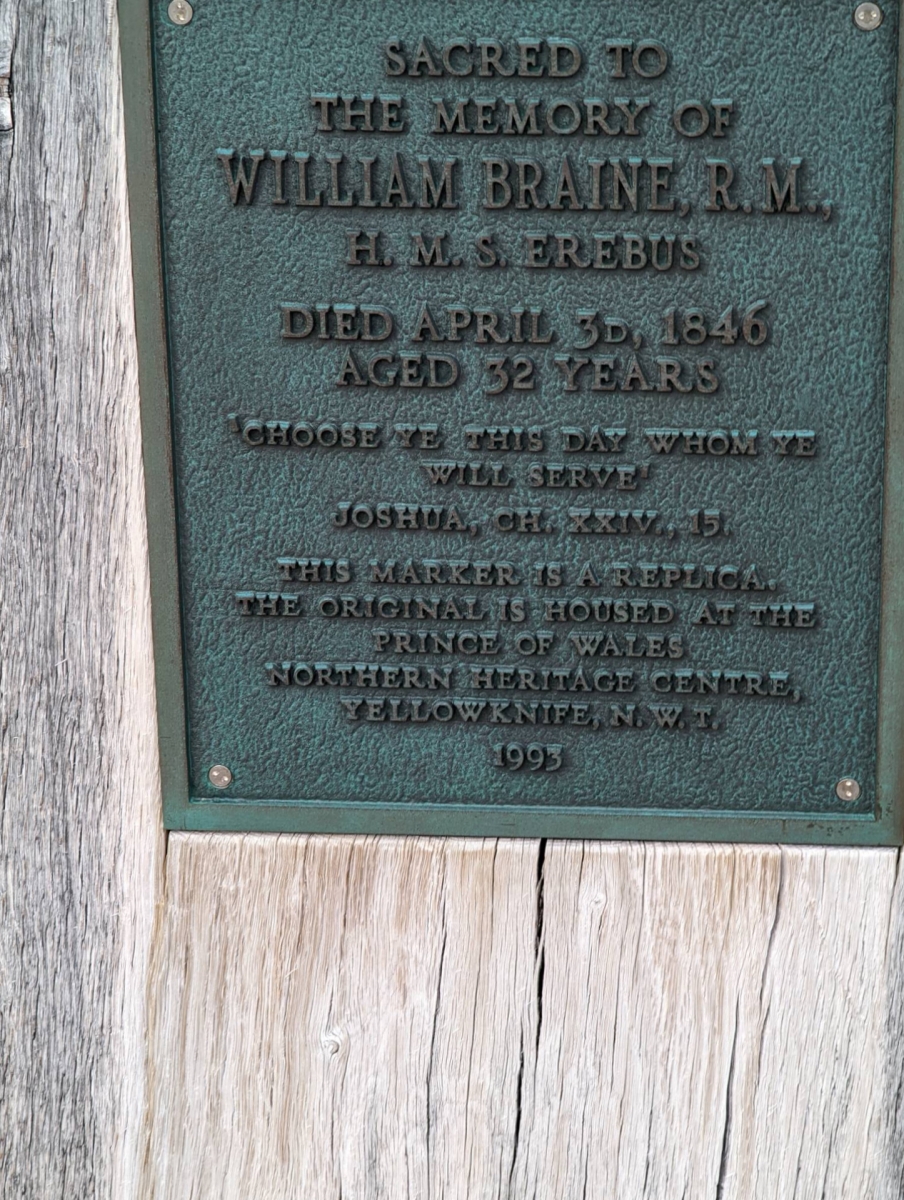 SACRED TO
THE MEMORY OF
WILLIAM BRAINE, R.M.,
H. M. S. EREBUS
DIED APRIL 3D, 1846
AGED 32 YEARS
'CHOOSE YE THIS DAY WHOM YE
WILL SERVE'
JOSHUA, CH. XXIV., 15.
THIS MARKER IS A REPLICA.
THE ORIGINAL IS HOUSED AT THE
PRINCE OF WALES
NORTHERN HERITAGE CENTRE,
YELLOWKNIFE, N.W.T.
1993